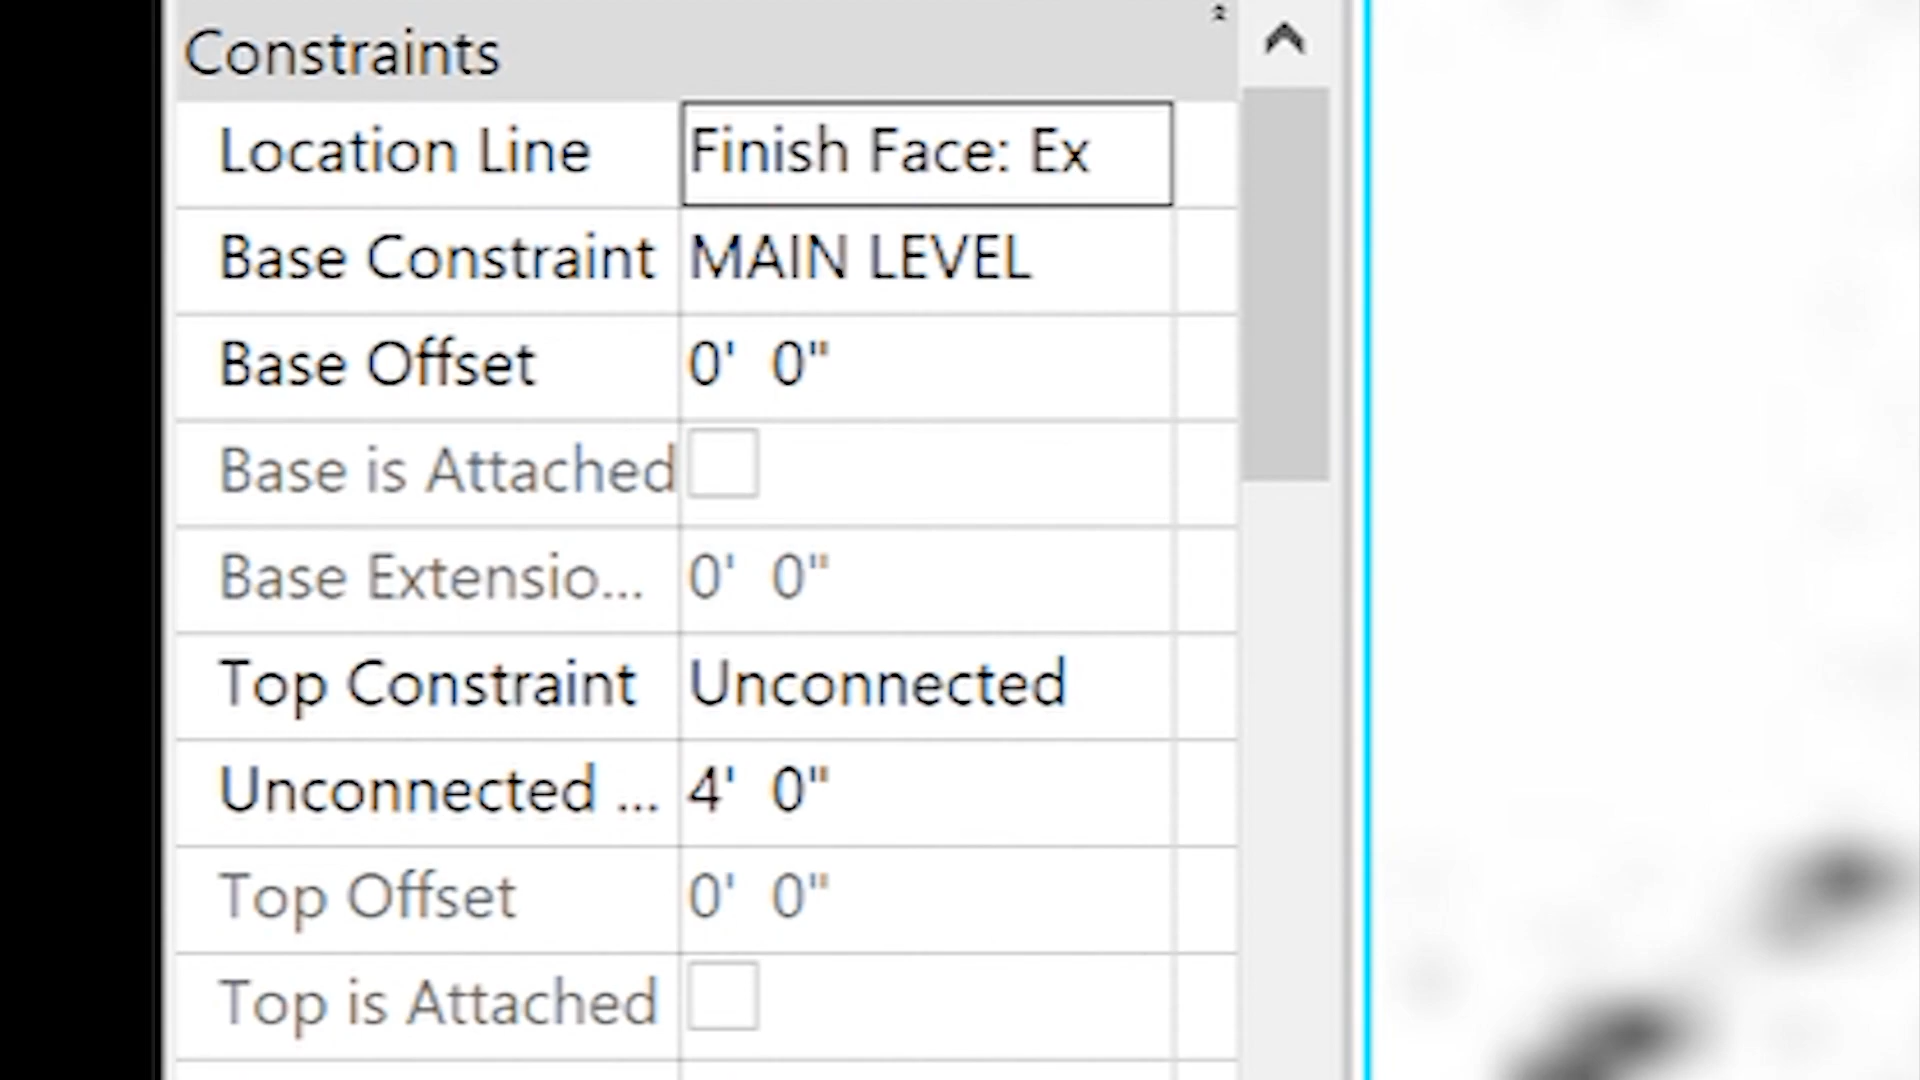 Constraints
Location Line Finish Face: Ex
Base Constraint MAIN LEVEL
Base Offset 0' 0"
Base is Attached
Base Extensio... 0' 0"
Top Constraint Unconnected
Unconnected ... 4' 0"
Top Offset 0' 0"
Top is Attached